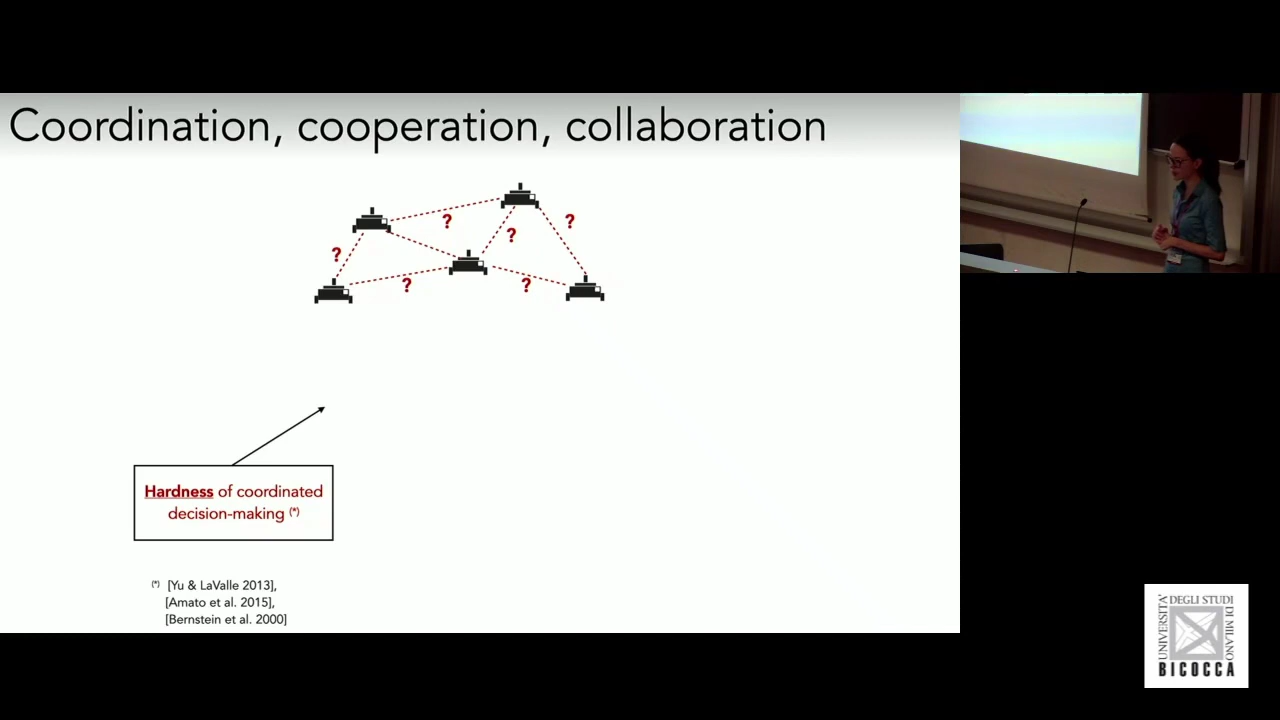 Coordination, cooperation, collaboration
?
?
?
?
?
?
Hardness of coordinated
decision-making (*)
(*) [Yu & LaValle 2013],
[Amato et al. 2015],
[Bernstein et al. 2000]
UNIVERSITÀ
DEGLI STUDI
DI MILANO
BICOCCA